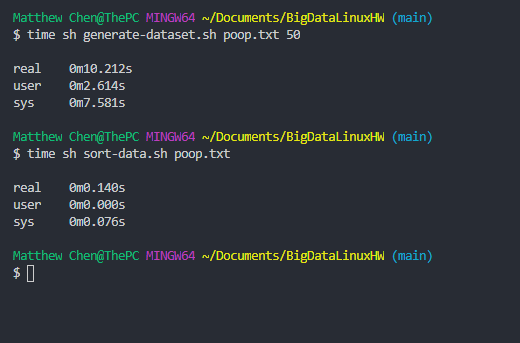 Matthew Chen@ThePC MINGW64 ~/Documents/BigDataLinuxHW (main)
$ time sh generate-dataset.sh poop.txt 50
real 0m10.212s
user 0m2.614s
sys 0m7.581s
Matthew Chen@ThePC MINGW64 ~/Documents/BigDataLinuxHW (main)
$ time sh sort-data.sh poop.txt
real 0m0.140s
user 0m0.000s
sys 0m0.076s
Matthew Chen@ThePC MINGW64 ~/Documents/BigDataLinuxHW (main)
$